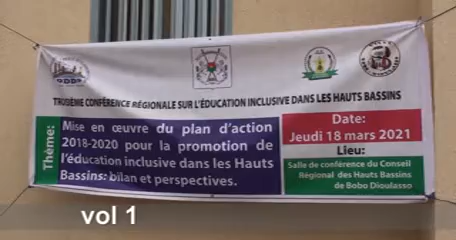 TROISIÈME CONFÉRENCE RÉGIONALE SUR L'ÉDUCATION INCLUSIVE DANS LES HAUTS BASSINS
Thème:
Mise en œuvre du plan d'action
2018-2020 pour la promotion de
l'éducation inclusive dans les Hauts
Bassins: bilan et perspectives.
Date:
Jeudi 18 mars 2021
Lieu:
Salle de conférence du Conseil
Régional des Hauts Bassins
de Bobo Dioulasso
vol 1